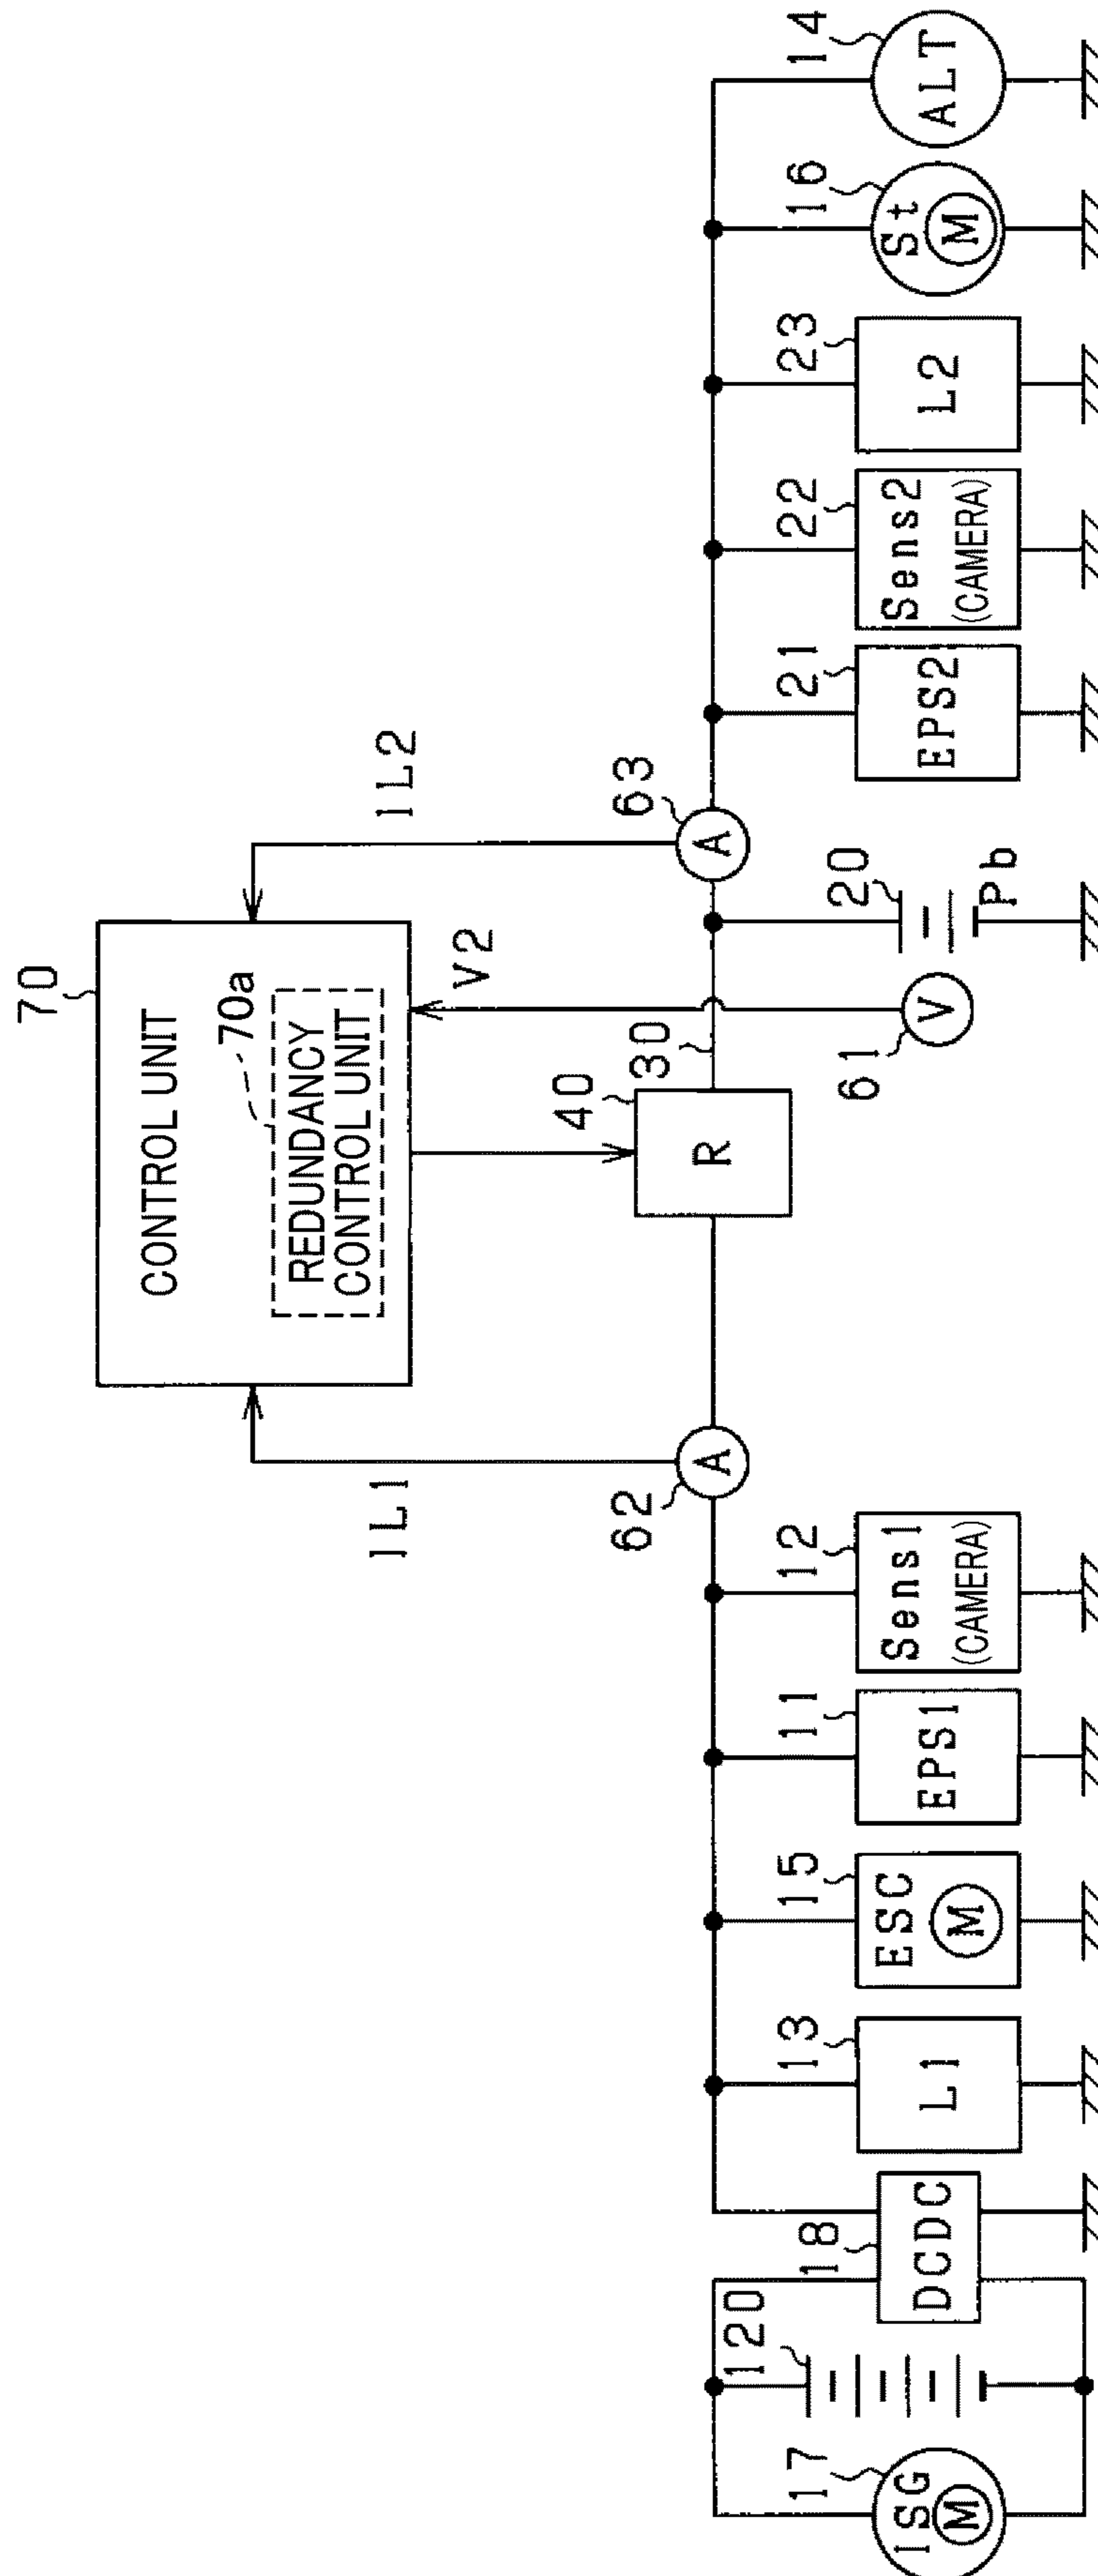 70
CONTROL UNIT
70a
REDUNDANCY
CONTROL UNIT
IL1
IL2
V2
62
A
40
R
30
63
A
61
V
20
Pb
17
ISG
M
120
18
DCDC
13
L1
15
ESC
M
11
EPS1
12
Sens1
(CAMERA)
21
EPS2
22
Sens2
(CAMERA)
23
L2
16
St
M
14
ALT